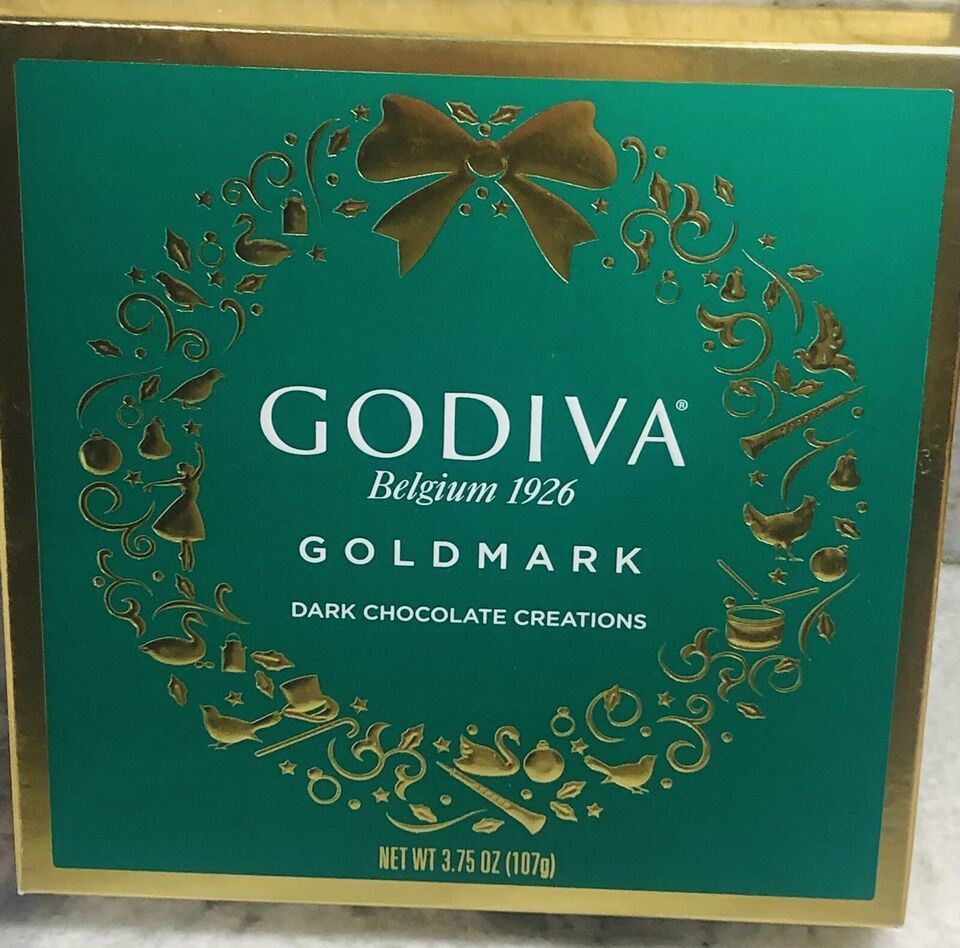 GODIVA®
Belgium 1926
GOLDMARK
DARK CHOCOLATE CREATIONS
NET WT 3.75 OZ (107g)